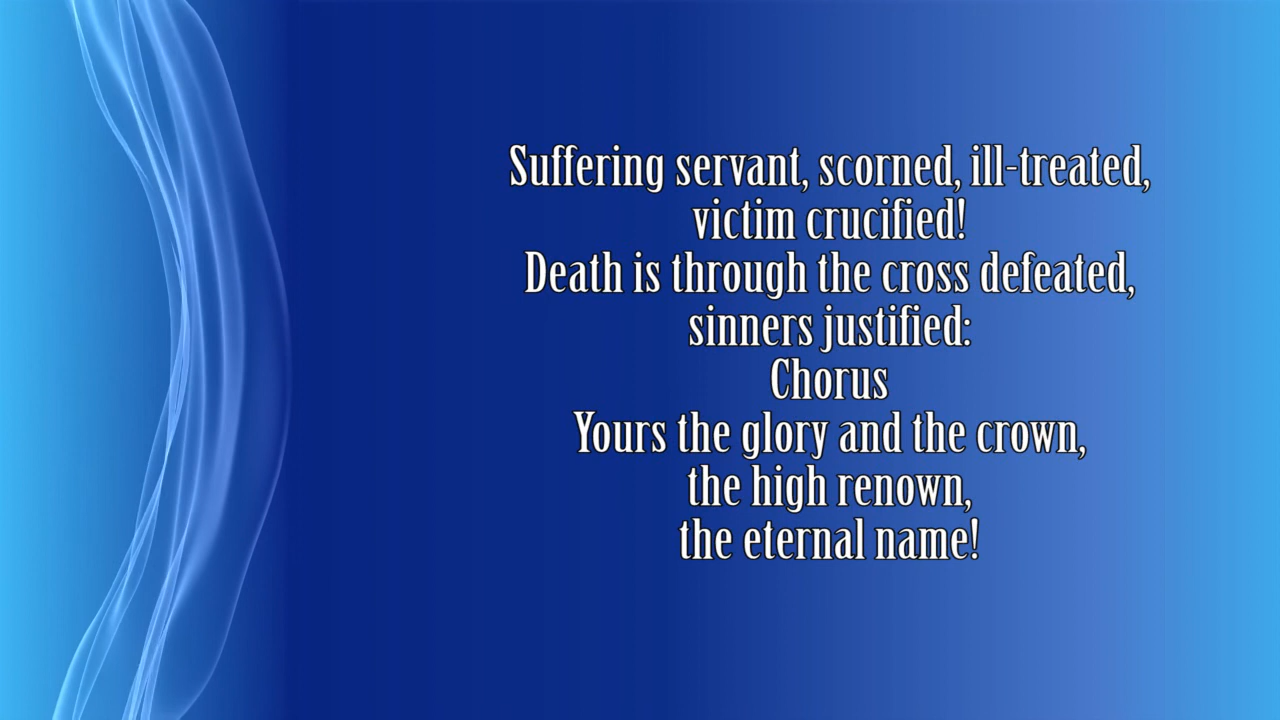 Suffering servant, scorned, ill-treated,
victim crucified!
Death is through the cross defeated,
sinners justified:
Chorus
Yours the glory and the crown,
the high renown,
the eternal name!